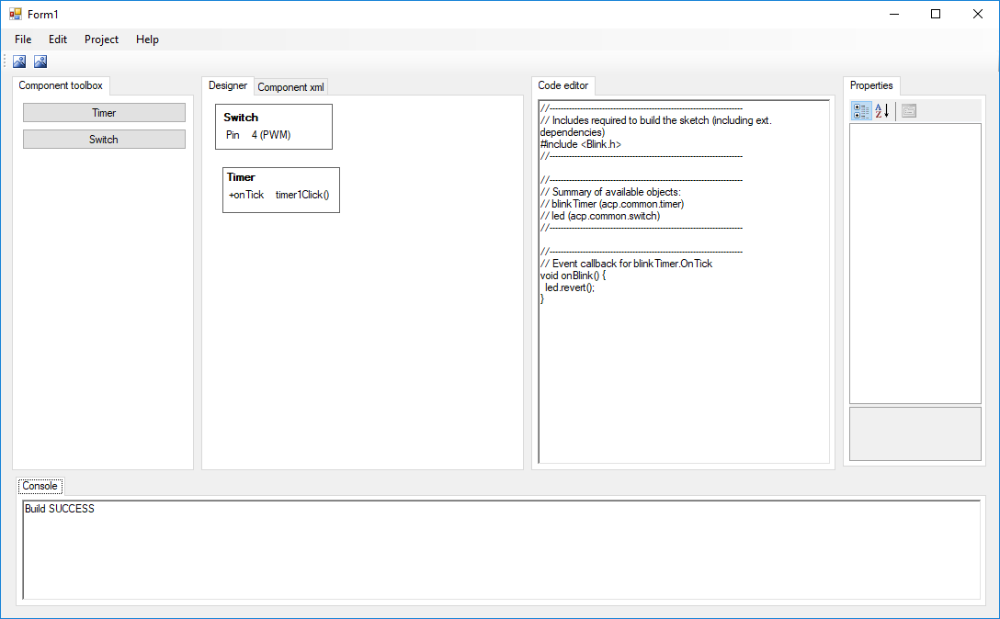 Form1
File Edit Project Help
Component toolbox
Timer
Switch
Designer Component xml
Switch
Pin 4 (PWM)
Timer
+onTick timer1Click()
Code editor
//----------------------------------------------------------------------
// Includes required to build the sketch (including ext.
dependencies)
#include <Blink.h>
//----------------------------------------------------------------------
//----------------------------------------------------------------------
// Summary of available objects:
// blinkTimer (acp.common.timer)
// led (acp.common.switch)
//----------------------------------------------------------------------
//----------------------------------------------------------------------
// Event callback for blinkTimer.OnTick
void onBlink() {
  led.revert();
}
Properties
Console
Build SUCCESS